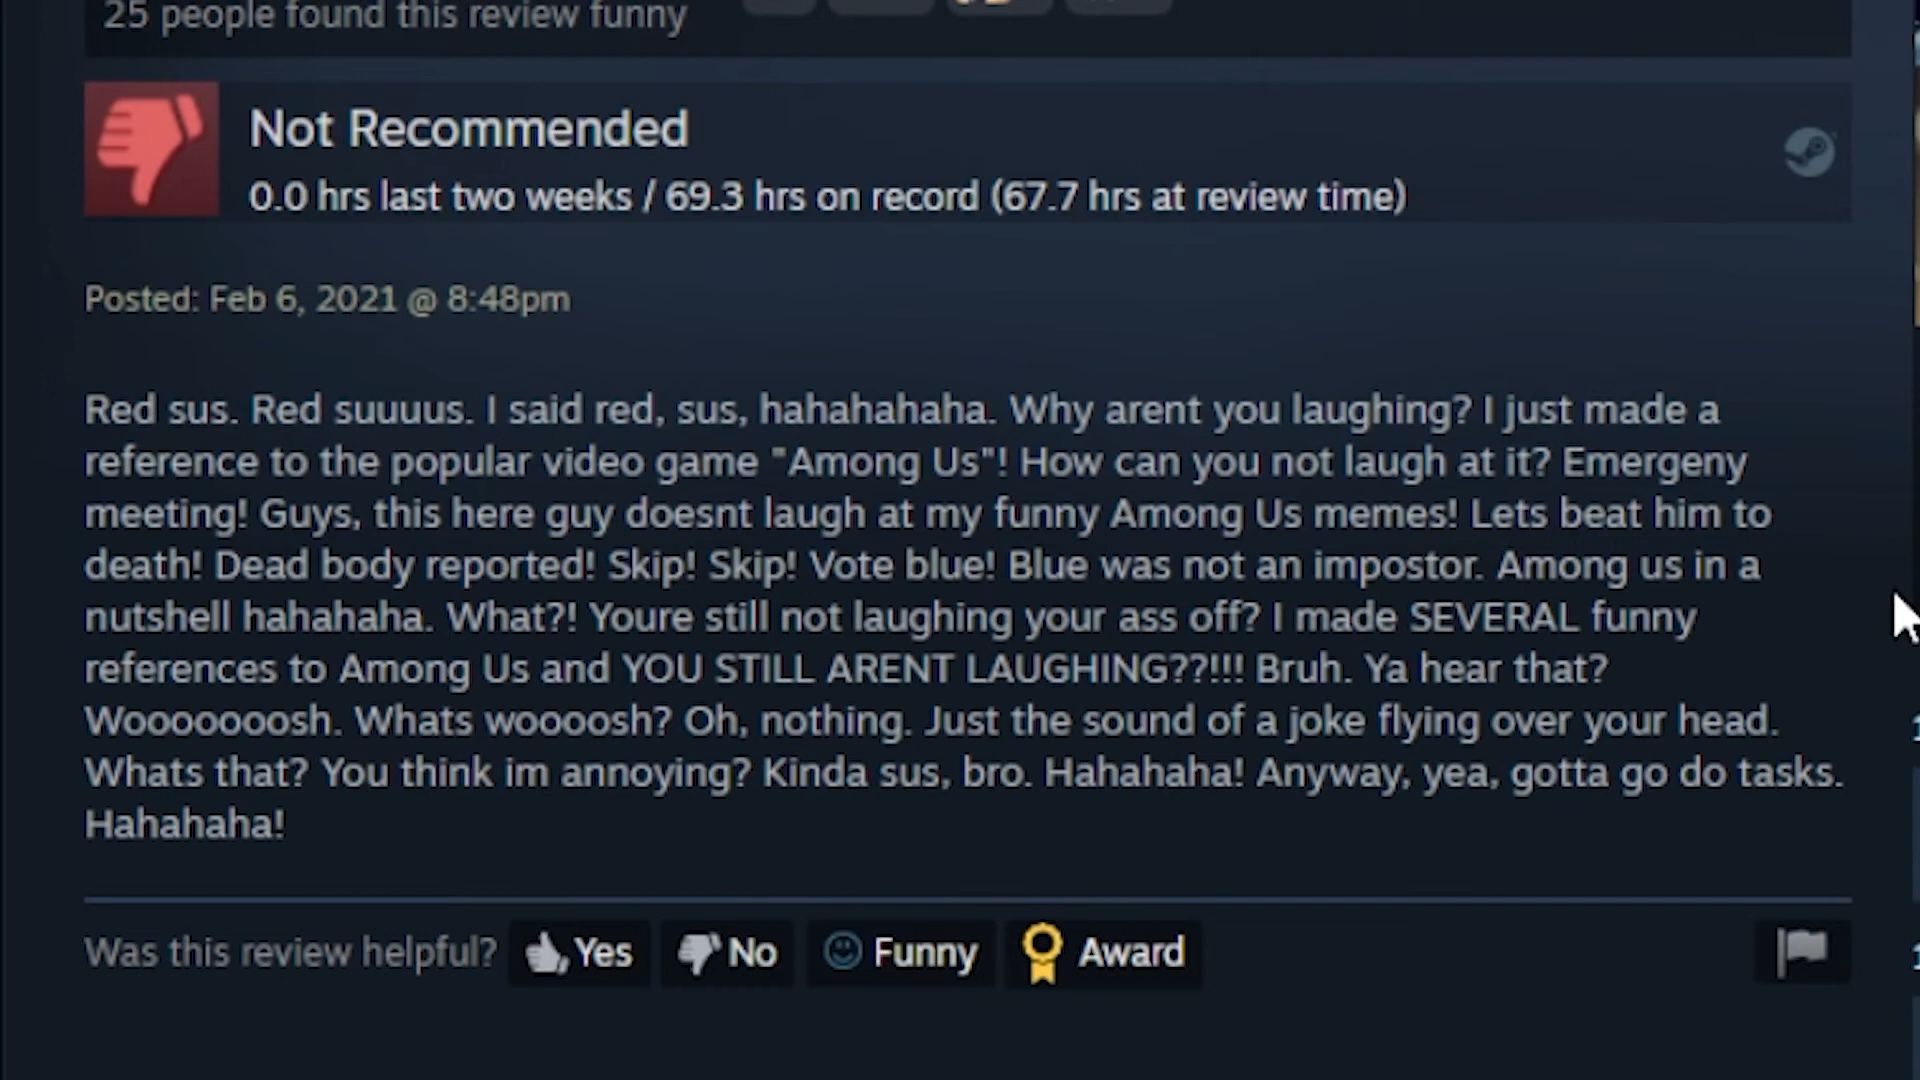 25 people found this review funny
Not Recommended
0.0 hrs last two weeks / 69.3 hrs on record (67.7 hrs at review time)
Posted: Feb 6, 2021 @ 8:48pm
Red sus. Red suuuus. I said red, sus, hahahahaha. Why arent you laughing? I just made a
reference to the popular video game "Among Us"! How can you not laugh at it? Emergeny
meeting! Guys, this here guy doesnt laugh at my funny Among Us memes! Lets beat him to
death! Dead body reported! Skip! Skip! Vote blue! Blue was not an impostor. Among us in a
nutshell hahahaha. What?! Youre still not laughing your ass off? I made SEVERAL funny
references to Among Us and YOU STILL ARENT LAUGHING??!!! Bruh. Ya hear that?
Wooooooosh. Whats woooosh? Oh, nothing. Just the sound of a joke flying over your head.
Whats that? You think im annoying? Kinda sus, bro. Hahahaha! Anyway, yea, gotta go do tasks.
Hahahaha!
Was this review helpful? Yes No Funny Award